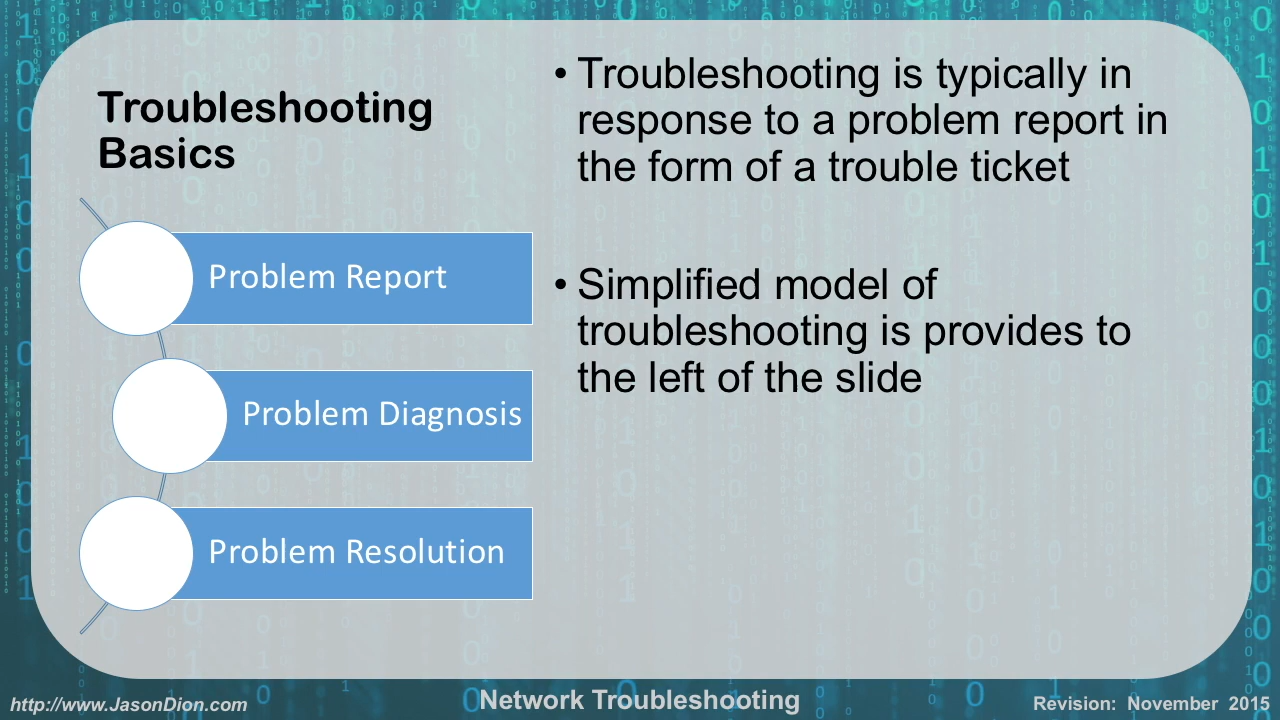 Troubleshooting
Basics
Problem Report
Problem Diagnosis
Problem Resolution
• Troubleshooting is typically in
response to a problem report in
the form of a trouble ticket
• Simplified model of
troubleshooting is provides to
the left of the slide
http://www.JasonDion.com
Network Troubleshooting
Revision: November 2015